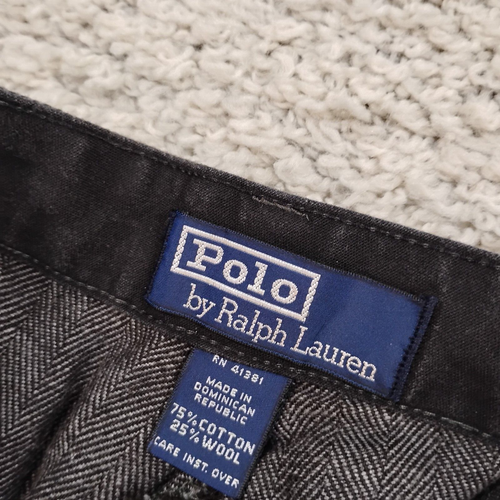 Polo
by Ralph Lauren
RN 41381
MADE IN
DOMINICAN
REPUBLIC
75% COTTON
25% WOOL
CARE INST. OVER